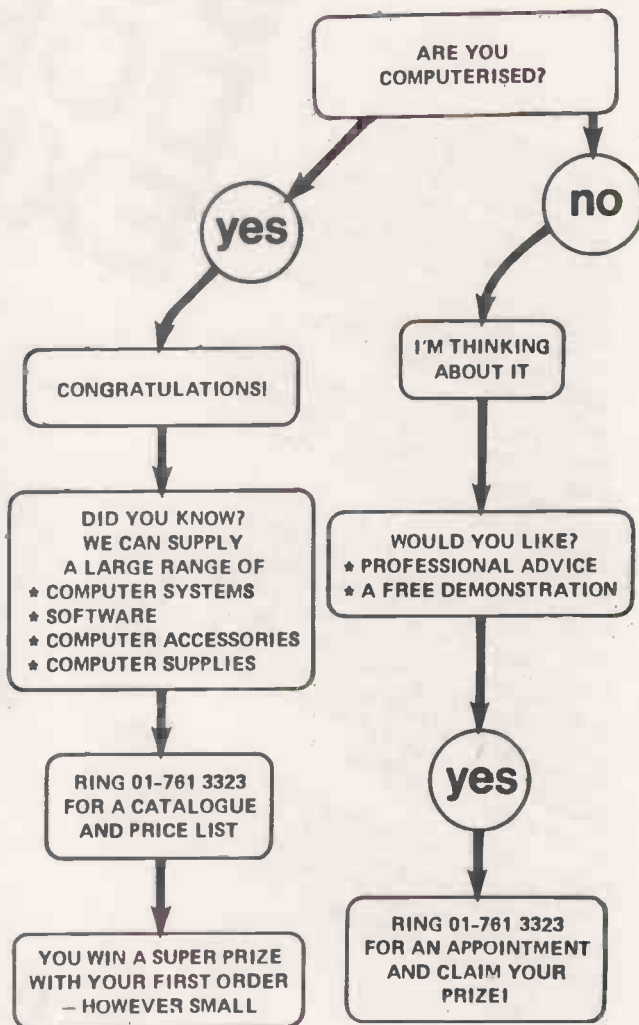 ARE YOU
COMPUTERISED?
yes
no
CONGRATULATIONS!
I'M THINKING
ABOUT IT
DID YOU KNOW?
WE CAN SUPPLY
A LARGE RANGE OF
* COMPUTER SYSTEMS
* SOFTWARE
* COMPUTER ACCESSORIES
* COMPUTER SUPPLIES
WOULD YOU LIKE?
* PROFESSIONAL ADVICE
* A FREE DEMONSTRATION
RING 01-761 3323
FOR A CATALOGUE
AND PRICE LIST
yes
YOU WIN A SUPER PRIZE
WITH YOUR FIRST ORDER
– HOWEVER SMALL
RING 01-761 3323
FOR AN APPOINTMENT
AND CLAIM YOUR
PRIZE!